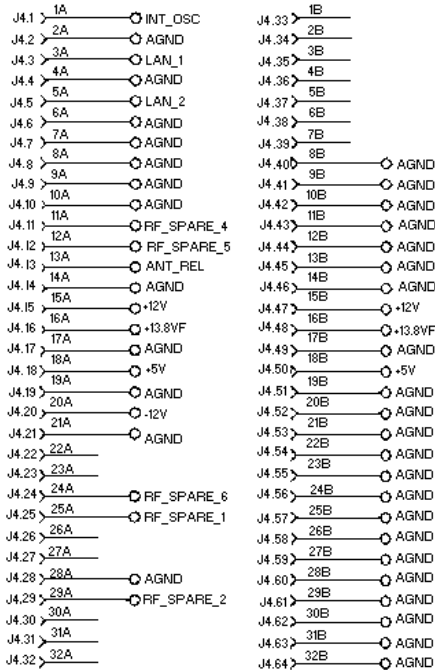 J4.1 1A INT_OSC
J4.2 2A AGND
J4.3 3A LAN_1
J4.4 4A AGND
J4.5 5A LAN_2
J4.6 6A AGND
J4.7 7A AGND
J4.8 8A AGND
J4.9 9A AGND
J4.10 10A AGND
J4.11 11A RF_SPARE_4
J4.12 12A RF_SPARE_5
J4.13 13A ANT_REL
J4.14 14A AGND
J4.15 15A +12V
J4.16 16A +13.8VF
J4.17 17A AGND
J4.18 18A +5V
J4.19 19A AGND
J4.20 20A -12V
J4.21 21A AGND
J4.22 22A
J4.23 23A
J4.24 24A RF_SPARE_6
J4.25 25A RF_SPARE_1
J4.26 26A
J4.27 27A
J4.28 28A AGND
J4.29 29A RF_SPARE_2
J4.30 30A
J4.31 31A
J4.32 32A
J4.33 1B
J4.34 2B
J4.35 3B
J4.36 4B
J4.37 5B
J4.38 6B
J4.39 7B
J4.40 8B AGND
J4.41 9B AGND
J4.42 10B AGND
J4.43 11B AGND
J4.44 12B AGND
J4.45 13B AGND
J4.46 14B AGND
J4.47 15B +12V
J4.48 16B +13.8VF
J4.49 17B AGND
J4.50 18B +5V
J4.51 19B AGND
J4.52 20B AGND
J4.53 21B AGND
J4.54 22B AGND
J4.55 23B AGND
J4.56 24B AGND
J4.57 25B AGND
J4.58 26B AGND
J4.59 27B AGND
J4.60 28B AGND
J4.61 29B AGND
J4.62 30B AGND
J4.63 31B AGND
J4.64 32B AGND